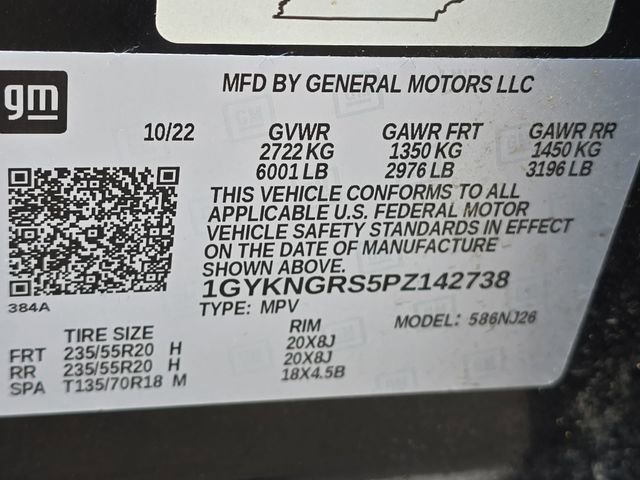 gm
MFD BY GENERAL MOTORS LLC
10/22 GVWR GAWR FRT GAWR RR
2722 KG 1350 KG 1450 KG
6001 LB 2976 LB 3196 LB
THIS VEHICLE CONFORMS TO ALL
APPLICABLE U.S. FEDERAL MOTOR
VEHICLE SAFETY STANDARDS IN EFFECT
ON THE DATE OF MANUFACTURE
SHOWN ABOVE.
1GYKNGRS5PZ142738
384A
TYPE: MPV MODEL: 586NJ26
TIRE SIZE RIM
FRT 235/55R20 H 20X8J
RR 235/55R20 H 20X8J
SPA T135/70R18 M 18X4.5B